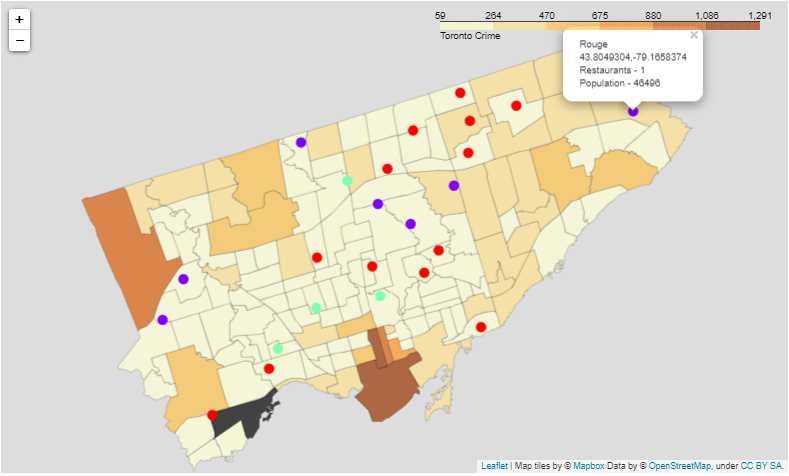 +
−
59 264 470 675 880 1,086 1,291
Toronto Crime
×
Rouge
43.8049304,-79.1658374
Restaurants - 1
Population - 46496
Leaflet | Map tiles by © Mapbox Data by © OpenStreetMap, under CC BY SA.